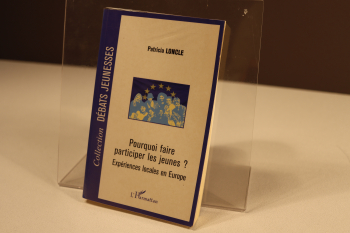 Patricia LONCLE
Collection DÉBATS JEUNESSES
Pourquoi faire
participer les jeunes ?
Expériences locales en Europe
L'Harmattan